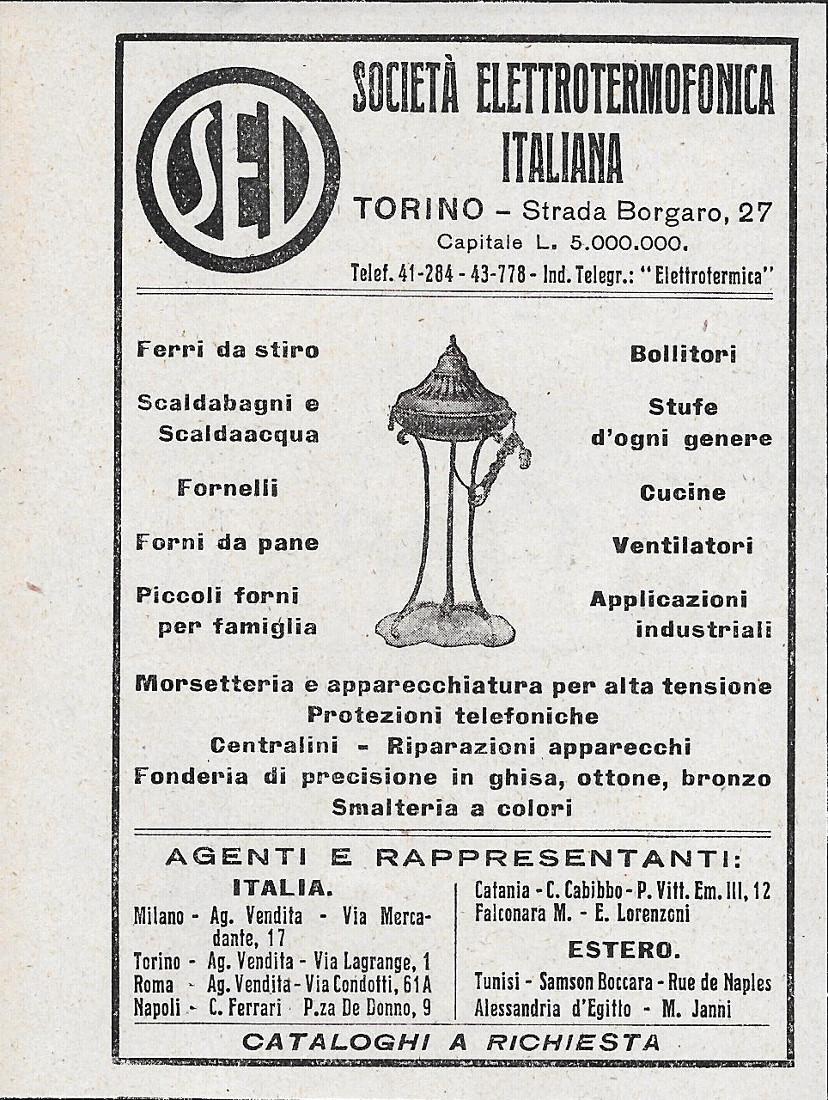 SEI
SOCIETÀ ELETTROTERMOFONICA
ITALIANA
TORINO - Strada Borgaro, 27
Capitale L. 5.000.000.
Telef. 41-284 - 43-778 - Ind. Telegr.: "Elettrotermica"
Ferri da stiro
Scaldabagni e
Scaldaacqua
Fornelli
Forni da pane
Piccoli forni
per famiglia
Bollitori
Stufe
d'ogni genere
Cucine
Ventilatori
Applicazioni
industriali
Morsetteria e apparecchiatura per alta tensione
Protezioni telefoniche
Centralini - Riparazioni apparecchi
Fonderia di precisione in ghisa, ottone, bronzo
Smalteria a colori
AGENTI E RAPPRESENTANTI:
ITALIA.
Milano - Ag. Vendita - Via Merca-
dante, 17
Torino - Ag. Vendita - Via Lagrange, 1
Roma - Ag. Vendita - Via Condotti, 61A
Napoli - C. Ferrari P.za De Donno, 9
Catania - C. Cabibbo - P. Vitt. Em. III, 12
Falconara M. - E. Lorenzoni
ESTERO.
Tunisi - Samson Boccara - Rue de Naples
Alessandria d'Egitto - M. Janni
CATALOGHI A RICHIESTA